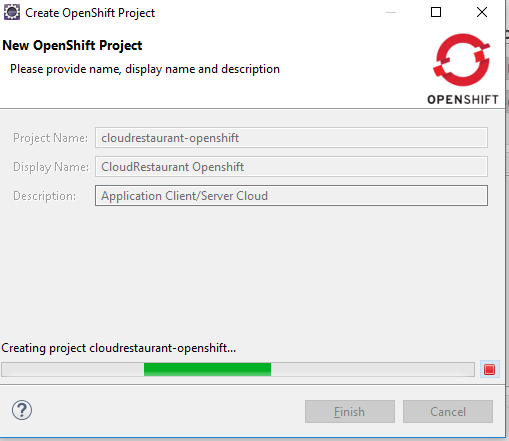 Create OpenShift Project
New OpenShift Project
Please provide name, display name and description
OPENSHIFT
Project Name: cloudrestaurant-openshift
Display Name: CloudRestaurant Openshift
Description: Application Client/Server Cloud
Creating project cloudrestaurant-openshift...
?
Finish Cancel